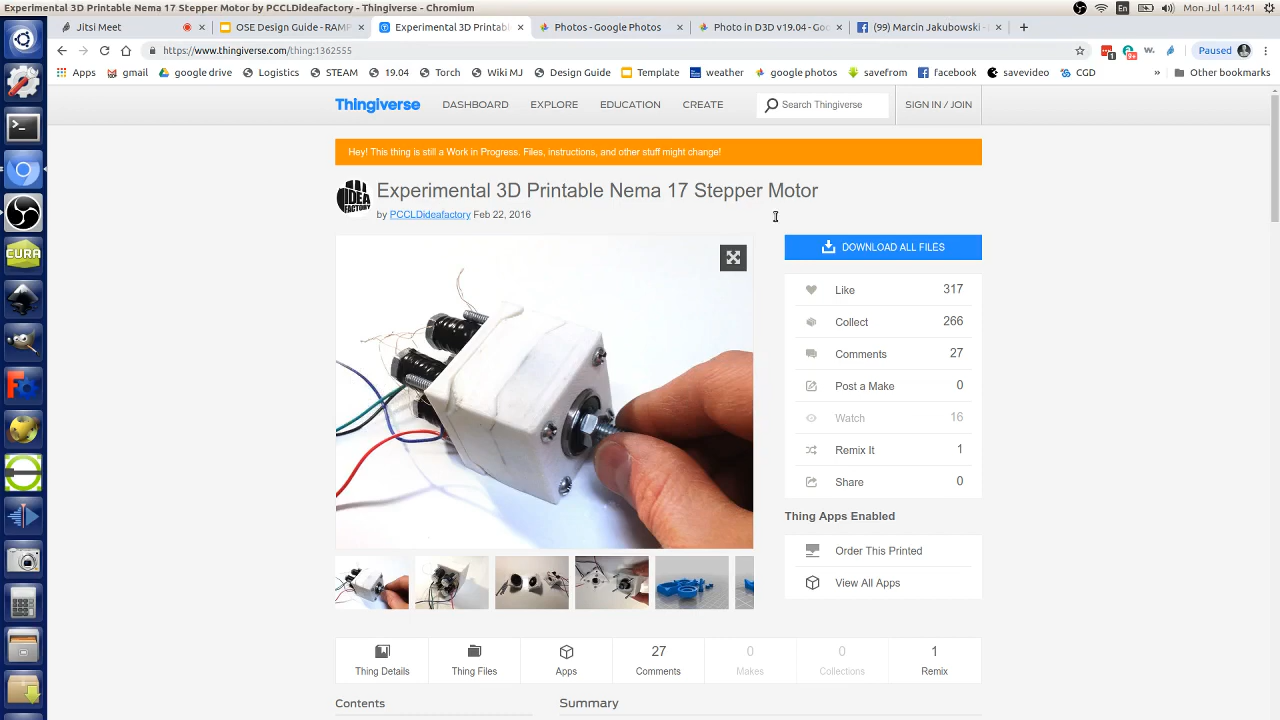 Experimental 3D Printable Nema 17 Stepper Motor by PCCLDideafactory - Thingiverse - Chromium
En
Mon Jul 1 14:41
Jitsi Meet
OSE Design Guide - RAMP
Experimental 3D Printabl
Photos - Google Photos
Photo in D3D v19.04 - Goo
(99) Marcin Jakubowski -
https://www.thingiverse.com/thing:1362555
Paused
Apps
gmail
google drive
Logistics
STEAM
19.04
Torch
Wiki MJ
Design Guide
Template
weather
google photos
savefrom
facebook
savevideo
CGD
»
Other bookmarks
Thingiverse
DASHBOARD
EXPLORE
EDUCATION
CREATE
Search Thingiverse
SIGN IN / JOIN
Hey! This thing is still a Work in Progress. Files, instructions, and other stuff might change!
IDEA
FACTORY
Experimental 3D Printable Nema 17 Stepper Motor
by PCCLDideafactory Feb 22, 2016
DOWNLOAD ALL FILES
Like 317
Collect 266
Comments 27
Post a Make 0
Watch 16
Remix It 1
Share 0
Thing Apps Enabled
Order This Printed
View All Apps
CURA
Thing Details
Thing Files
Apps
27
Comments
0
Makes
0
Collections
1
Remix
Contents
Summary